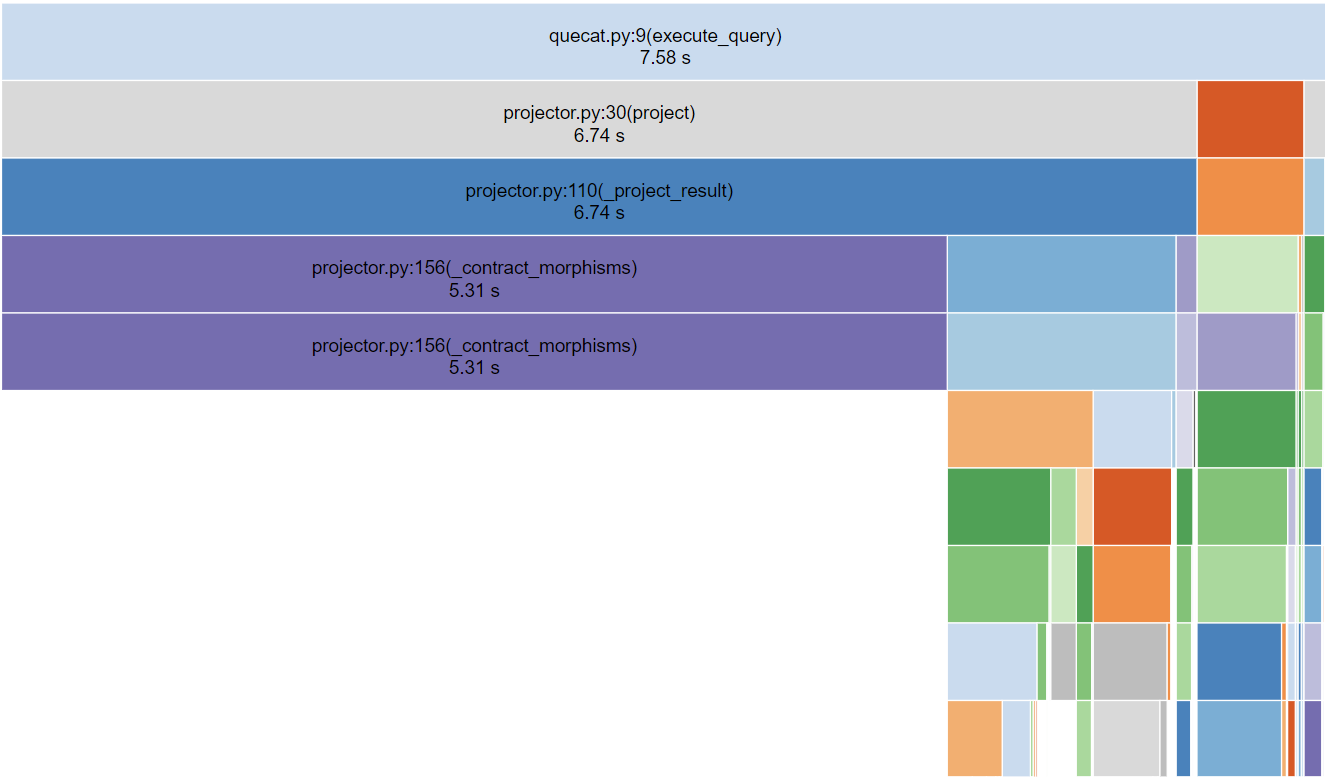 quecat.py:9(execute_query)
7.58 s
projector.py:30(project)
6.74 s
projector.py:110(_project_result)
6.74 s
projector.py:156(_contract_morphisms)
5.31 s
projector.py:156(_contract_morphisms)
5.31 s